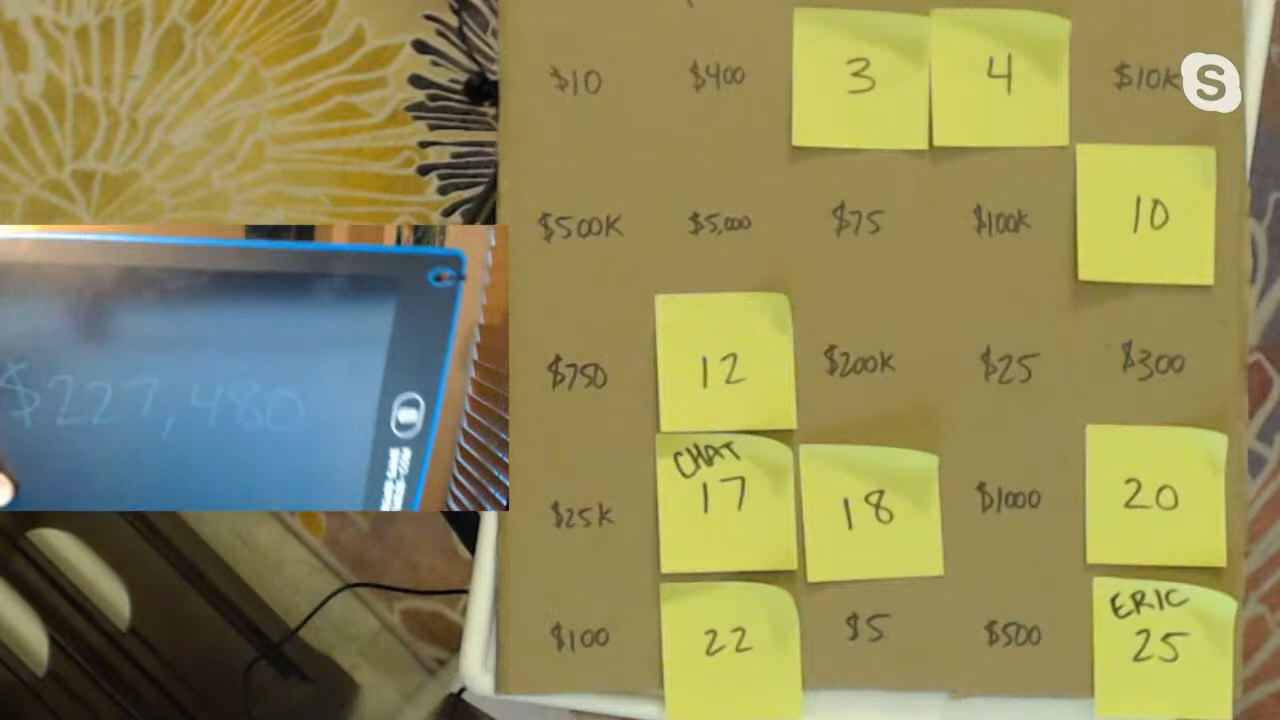 $10 $400 3 4 $10K
$500K $5,000 $75 $100K 10
$750 12 $200K $25 $300
$25K CHAT 17 18 $1000 20
$100 22 $5 $500 ERIC 25
$227,480
S